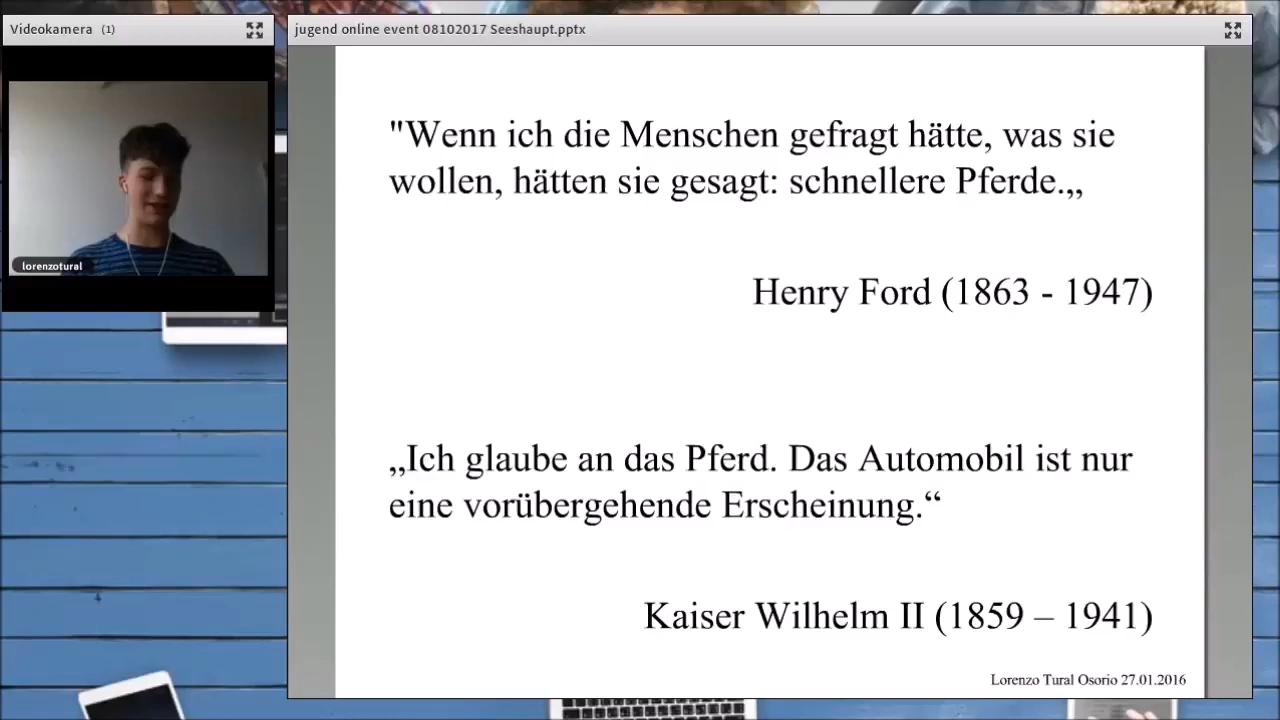 Videokamera (1)
lorenzotural
jugend online event 08102017 Seeshaupt.pptx
"Wenn ich die Menschen gefragt hätte, was sie
wollen, hätten sie gesagt: schnellere Pferde.„
Henry Ford (1863 - 1947)
„Ich glaube an das Pferd. Das Automobil ist nur
eine vorübergehende Erscheinung.“
Kaiser Wilhelm II (1859 – 1941)
Lorenzo Tural Osorio 27.01.2016